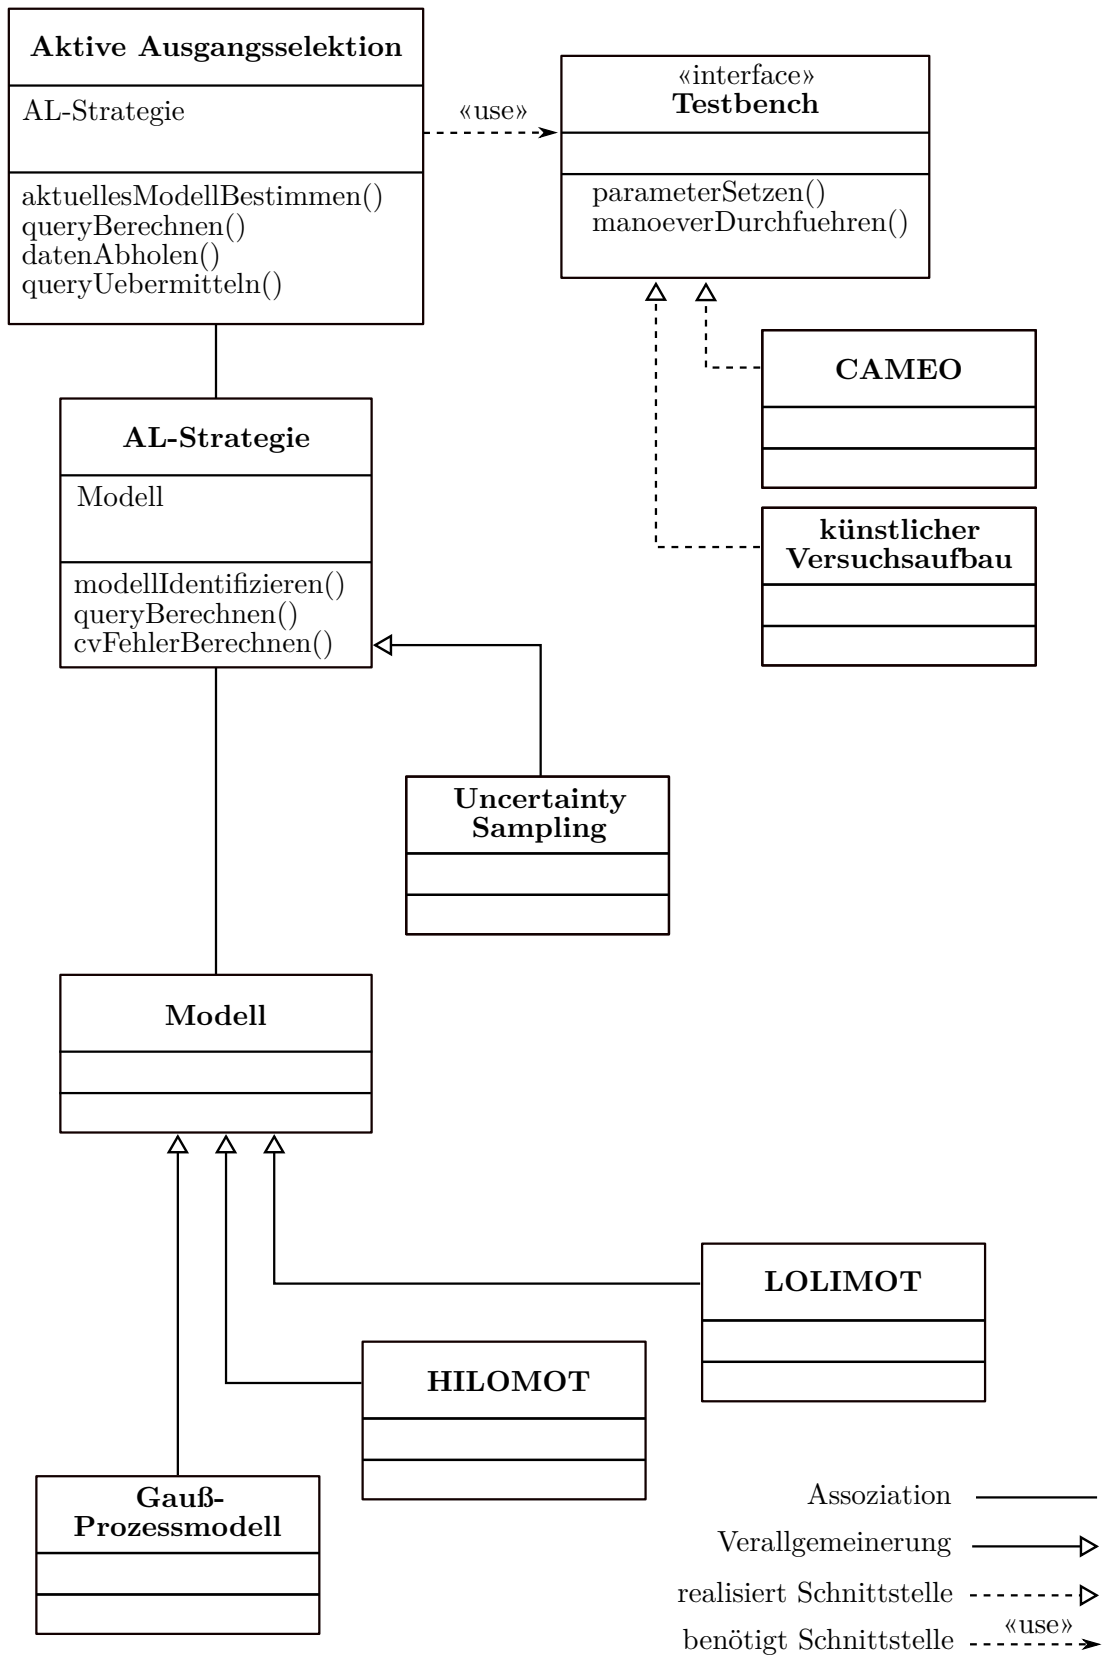 Aktive Ausgangsselektion
AL-Strategie
aktuellesModellBestimmen()
queryBerechnen()
datenAbholen()
queryUebermitteln()
«use»
«interface»
Testbench
parameterSetzen()
manoeverDurchfuehren()
CAMEO
künstlicher
Versuchsaufbau
AL-Strategie
Modell
modellIdentifizieren()
queryBerechnen()
cvFehlerBerechnen()
Uncertainty
Sampling
Modell
LOLIMOT
HILOMOT
Gauß-
Prozessmodell
Assoziation
Verallgemeinerung
realisiert Schnittstelle
«use»
benötigt Schnittstelle